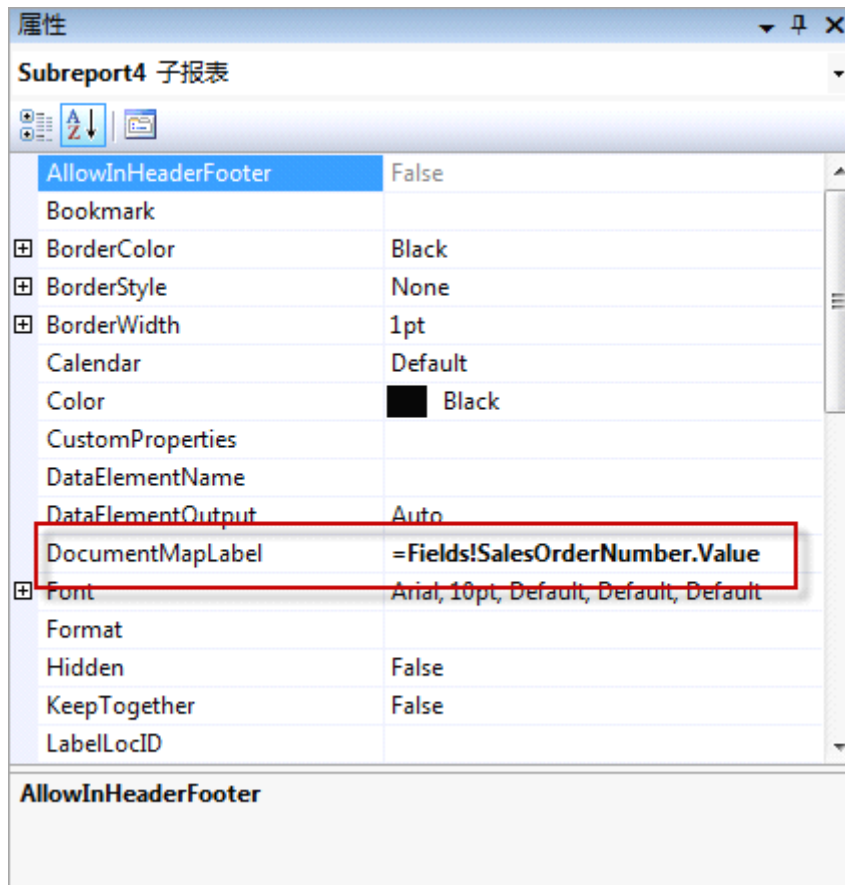 属性
Subreport4 子报表
AllowInHeaderFooter False
Bookmark
BorderColor Black
BorderStyle None
BorderWidth 1pt
Calendar Default
Color Black
CustomProperties
DataElementName
DataElementOutput Auto
DocumentMapLabel =Fields!SalesOrderNumber.Value
Font Arial, 10pt, Default, Default, Default
Format
Hidden False
KeepTogether False
LabelLocID
AllowInHeaderFooter